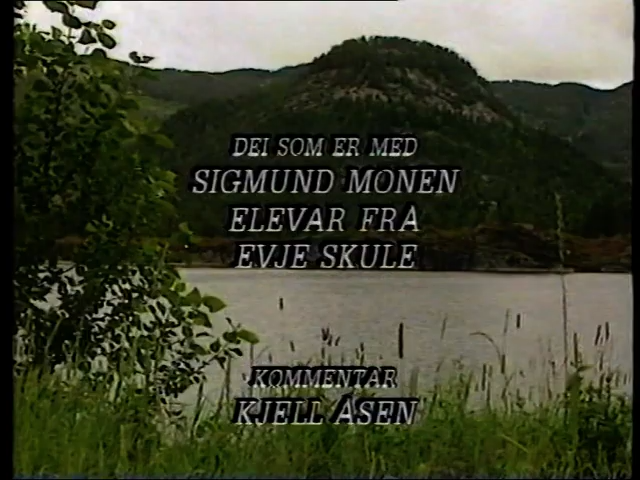 DEI SOM ER MED
SIGMUND MONEN
ELEVAR FRA
EVJE SKULE
KOMMENTAR
KJELL ÅSEN